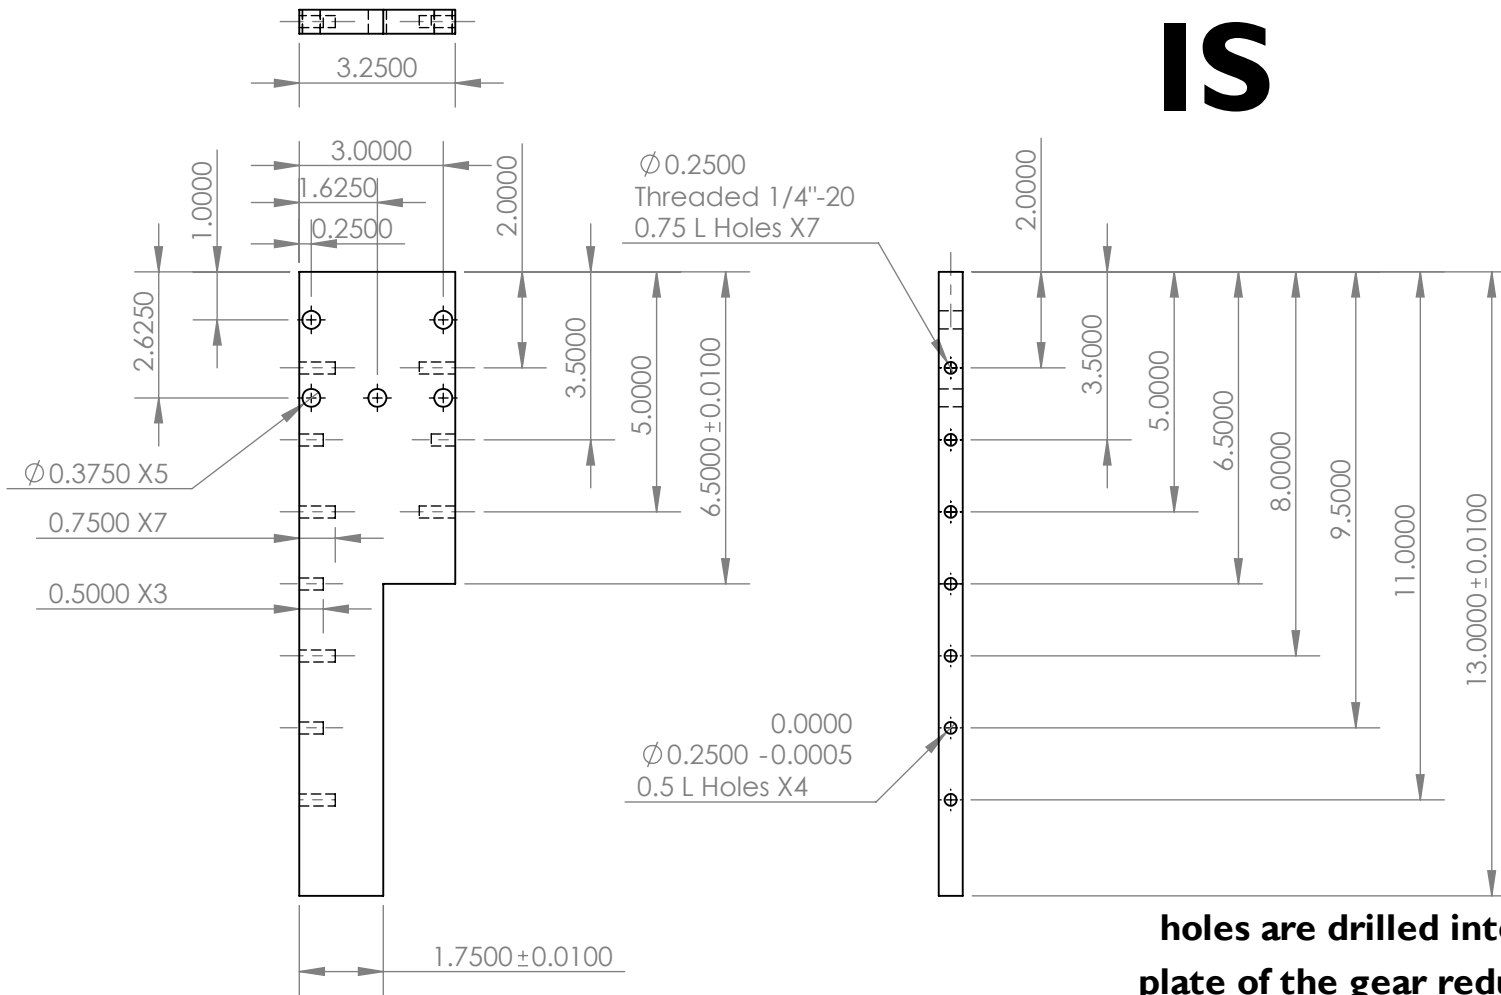 IS
3.2500
3.0000
1.6250
0.2500
1.0000
2.6250
2.0000
3.5000
5.0000
6.5000±0.0100
∅0.2500
Threaded 1/4"-20
0.75 L Holes X7
2.0000
3.5000
5.0000
6.5000
8.0000
9.5000
11.0000
13.0000±0.0100
∅0.3750 X5
0.7500 X7
0.5000 X3
0.0000
∅0.2500 -0.0005
0.5 L Holes X4
1.7500±0.0100
holes are drilled into
plate of the gear redu